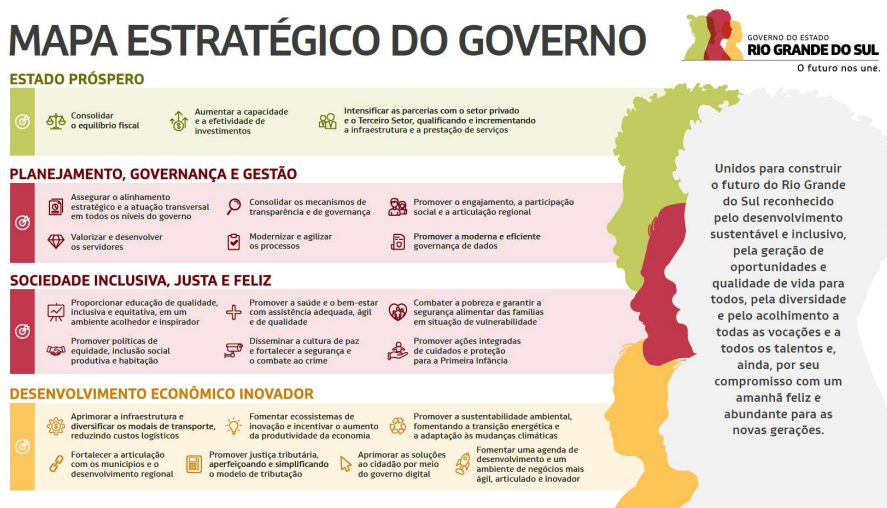 MAPA ESTRATÉGICO DO GOVERNO
GOVERNO DO ESTADO
RIO GRANDE DO SUL
O futuro nos une.
ESTADO PRÓSPERO
Consolidar
o equilíbrio fiscal
Aumentar a capacidade
e a efetividade de
investimentos
Intensificar as parcerias com o setor privado
e o Terceiro Setor, qualificando e incrementando
a infraestrutura e a prestação de serviços
PLANEJAMENTO, GOVERNANÇA E GESTÃO
Assegurar o alinhamento
estratégico e a atuação transversal
em todos os níveis do governo
Consolidar os mecanismos de
transparência e de governança
Promover o engajamento, a participação
social e a articulação regional
Valorizar e desenvolver
os servidores
Modernizar e agilizar
os processos
Promover a moderna e eficiente
governança de dados
SOCIEDADE INCLUSIVA, JUSTA E FELIZ
Proporcionar educação de qualidade,
inclusiva e equitativa, em um
ambiente acolhedor e inspirador
Promover a saúde e o bem-estar
com assistência adequada, ágil
e de qualidade
Combater a pobreza e garantir a
segurança alimentar das famílias
em situação de vulnerabilidade
Promover políticas de
equidade, inclusão social
produtiva e habitação
Disseminar a cultura de paz
e fortalecer a segurança e
o combate ao crime
Promover ações integradas
de cuidados e proteção
para a Primeira Infância
DESENVOLVIMENTO ECONÔMICO INOVADOR
Aprimorar a infraestrutura e
diversificar os modais de transporte,
reduzindo custos logísticos
Fomentar ecossistemas de
inovação e incentivar o aumento
da produtividade da economia
Promover a sustentabilidade ambiental,
fomentando a transição energética e
a adaptação às mudanças climáticas
Fortalecer a articulação
com os municípios e o
desenvolvimento regional
Promover justiça tributária,
aperfeiçoando e simplificando
o modelo de tributação
Aprimorar as soluções
ao cidadão por meio
do governo digital
Fomentar uma agenda de
desenvolvimento e um
ambiente de negócios mais
ágil, articulado e inovador
Unidos para construir
o futuro do Rio Grande
do Sul reconhecido
pelo desenvolvimento
sustentável e inclusivo,
pela geração de
oportunidades e
qualidade de vida para
todos, pela diversidade
e pelo acolhimento a
todas as vocações e a
todos os talentos e,
ainda, por seu
compromisso com um
amanhã feliz e
abundante para as
novas gerações.